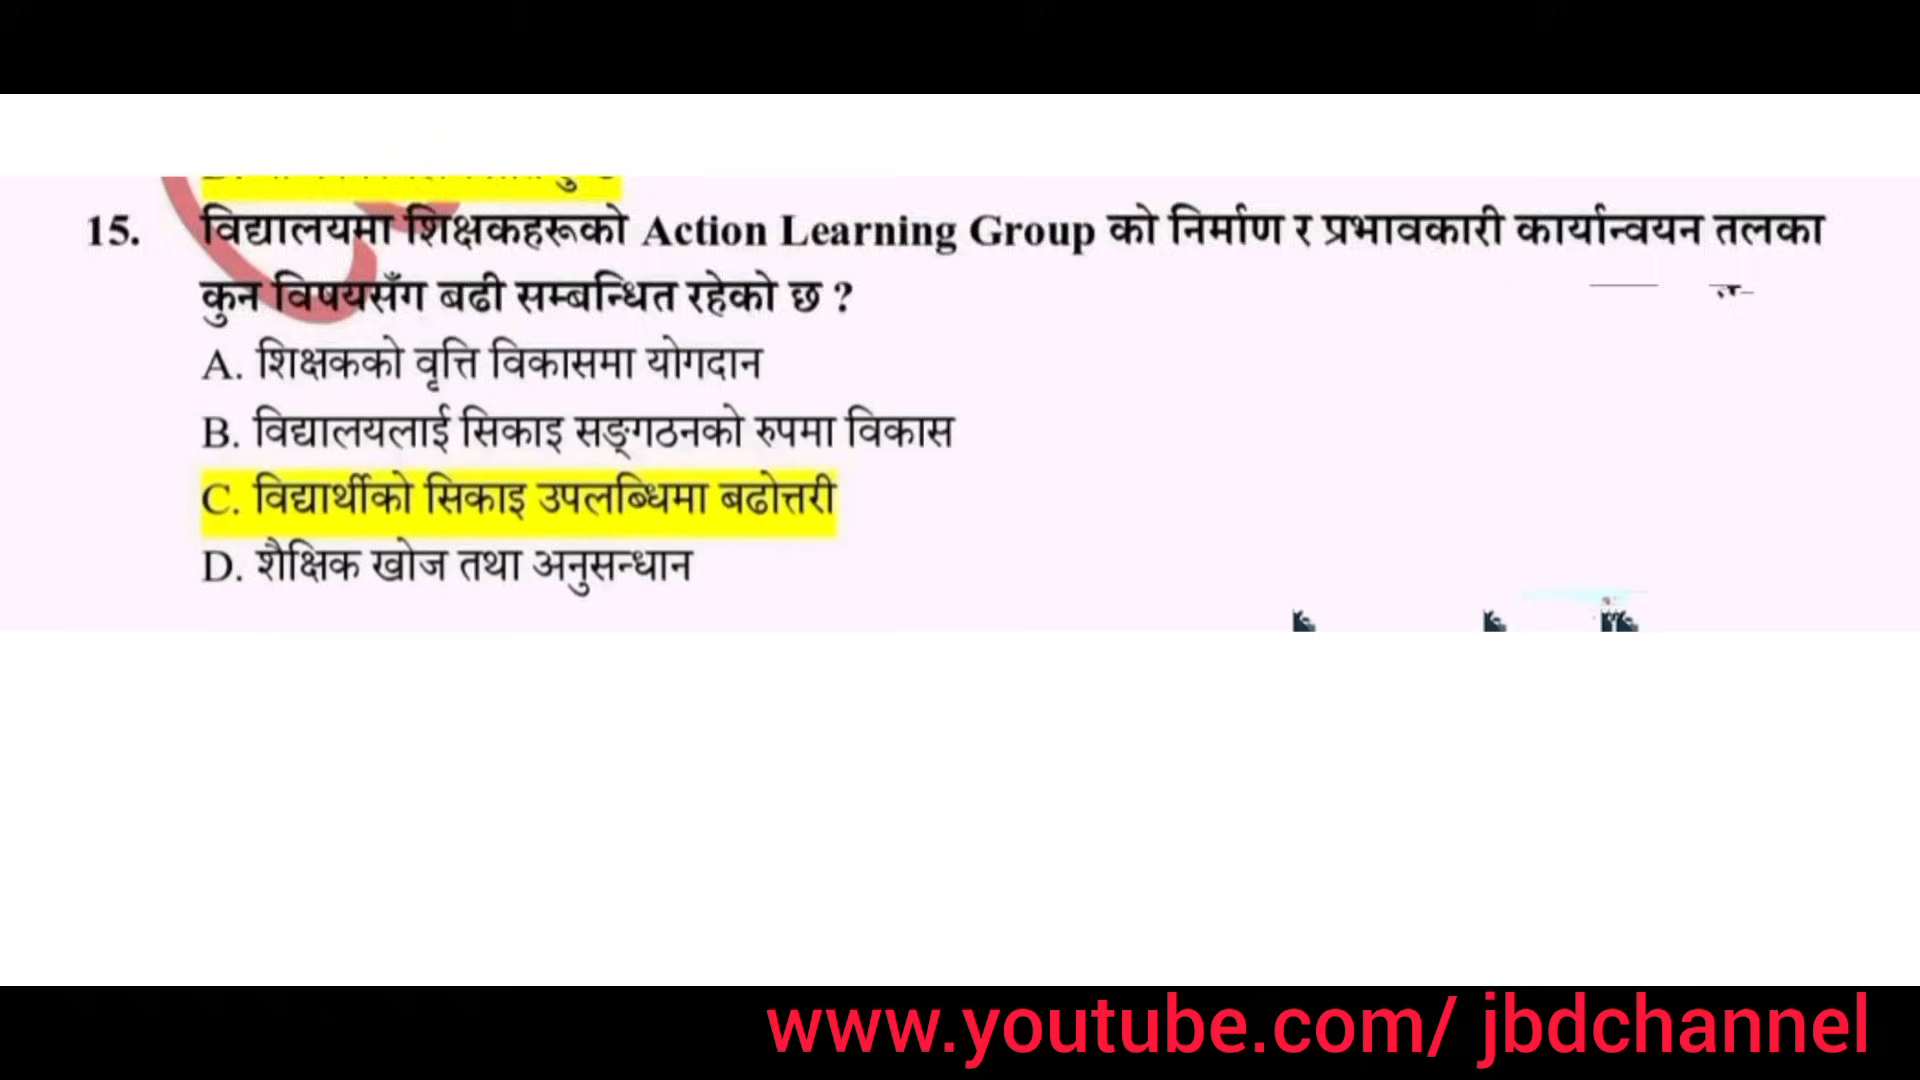 15. विद्यालयमा शिक्षकहरूको Action Learning Group को निर्माण र प्रभावकारी कार्यान्वयन तलका
कुन विषयसँग बढी सम्बन्धित रहेको छ ?
A. शिक्षकको वृत्ति विकासमा योगदान
B. विद्यालयलाई सिकाइ सङ्गठनको रुपमा विकास
C. विद्यार्थीको सिकाइ उपलब्धिमा बढोत्तरी
D. शैक्षिक खोज तथा अनुसन्धान
www.youtube.com/ jbdchannel